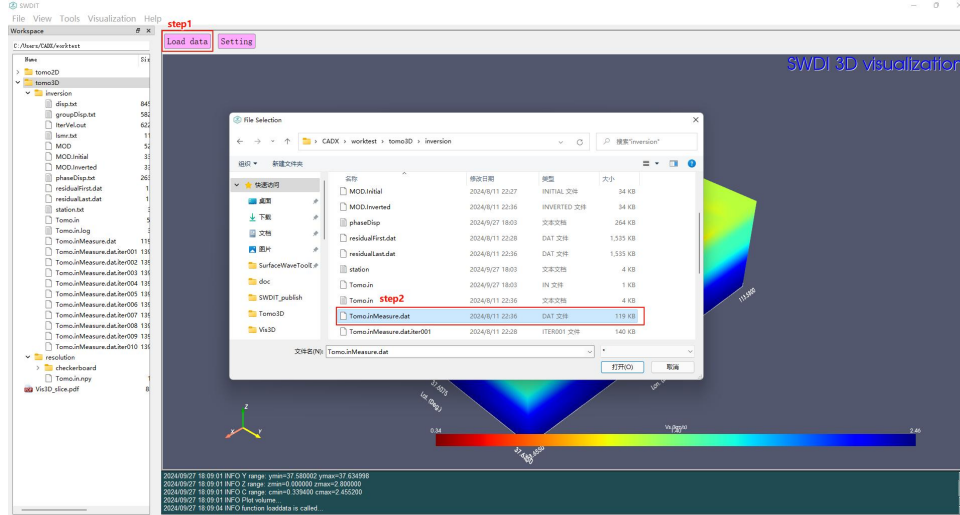 SWDIT
File View Tools Visualization Help
step1
Workspace
C:/Users/CADX/worktest
Load data
Setting
SWDI 3D visualization
Name
tomo2D
tomo3D
inversion
disp.txt
groupDisp.txt
IterVel.out
lsmr.txt
MOD
MOD.Initial
MOD.Inverted
phaseDisp.txt
residualFirst.dat
residualLast.dat
station.txt
Tomo.in
Tomo.in.log
Tomo.inMeasure.dat
Tomo.inMeasure.dat.iter001
Tomo.inMeasure.dat.iter002
Tomo.inMeasure.dat.iter003
Tomo.inMeasure.dat.iter004
Tomo.inMeasure.dat.iter005
Tomo.inMeasure.dat.iter006
Tomo.inMeasure.dat.iter007
Tomo.inMeasure.dat.iter008
Tomo.inMeasure.dat.iter009
Tomo.inMeasure.dat.iter010
resolution
checkerboard
Tomo.in.npy
Vis3D_slice.pdf
File Selection
CADX › worktest › tomo3D › inversion
搜索"inversion"
组织 新建文件夹
快速访问
桌面
下载
文档
图片
doc
SWDIT_publish
Tomo3D
Vis3D
名称 修改日期 类型 大小
MOD.Initial 2024/8/11 22:27 INITIAL 文件 34 KB
MOD.Inverted 2024/8/11 22:36 INVERTED 文件 34 KB
phaseDisp 2024/9/27 18:03 文本文档 264 KB
residualFirst.dat 2024/8/11 22:28 DAT 文件 1,535 KB
residualLast.dat 2024/8/11 22:36 DAT 文件 1,535 KB
station 2024/9/27 18:03 文本文档 4 KB
Tomo.in 2024/9/27 18:03 IN 文件 1 KB
Tomo.in step2 2024/8/11 22:36 文本文档 4 KB
Tomo.inMeasure.dat 2024/8/11 22:36 DAT 文件 119 KB
Tomo.inMeasure.dat.iter001 2024/8/11 22:28 ITER001 文件 140 KB
文件名(N): Tomo.inMeasure.dat
打开(O) 取消
113.5800
Lat. (Deg.)
Z
X
Y
0.34
2.46
2024/09/27 18:09:01 INFO Y range: ymin=37.580002 ymax=37.634998
2024/09/27 18:09:01 INFO Z range: zmin=0.000000 zmax=2.800000
2024/09/27 18:09:01 INFO C range: cmin=0.339400 cmax=2.455200
2024/09/27 18:09:01 INFO Plot volume...
2024/09/27 18:09:04 INFO function loaddata is called...